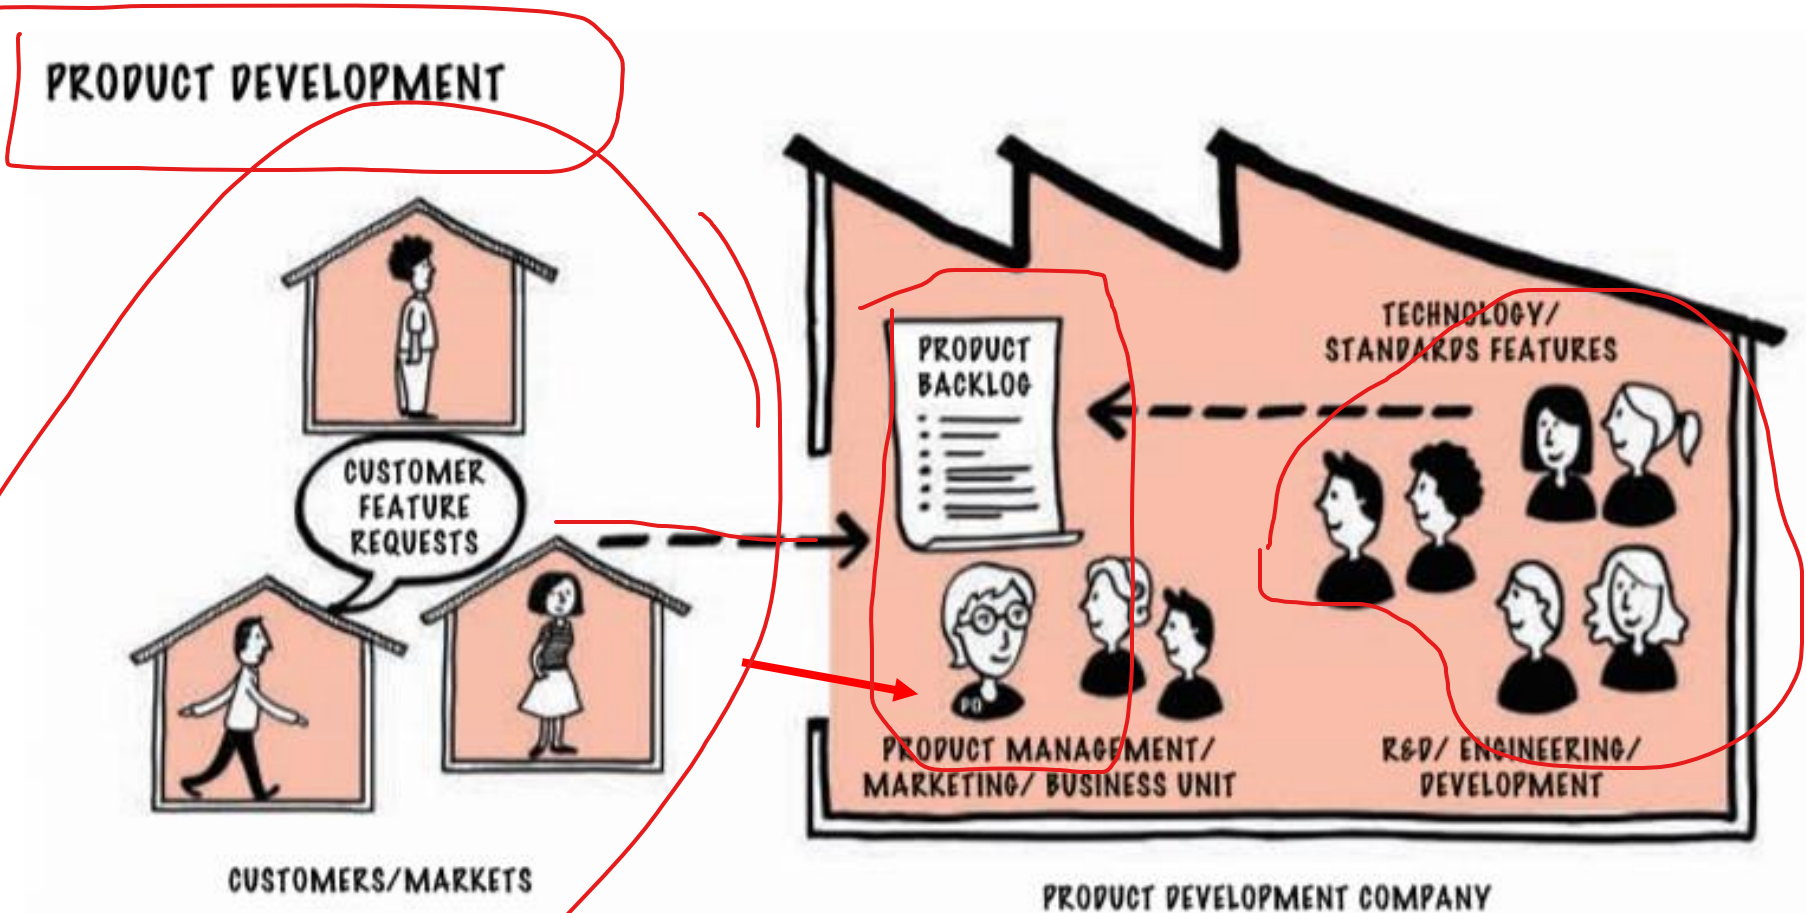 PRODUCT DEVELOPMENT
CUSTOMER
FEATURE
REQUESTS
CUSTOMERS/MARKETS
PRODUCT
BACKLOG
TECHNOLOGY/
STANDARDS FEATURES
PO
PRODUCT MANAGEMENT/
MARKETING/ BUSINESS UNIT
R&D/ ENGINEERING/
DEVELOPMENT
PRODUCT DEVELOPMENT COMPANY